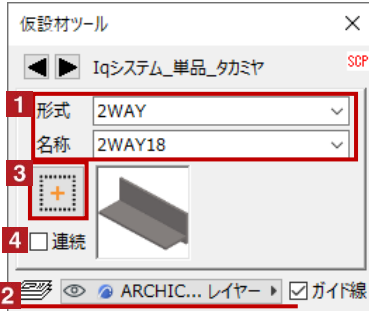 仮設材ツール
Iqシステム_単品_タカミヤ
SCP
1 形式 2WAY
名称 2WAY18
3
4 連続
2 ARCHIC... レイヤー ガイド線